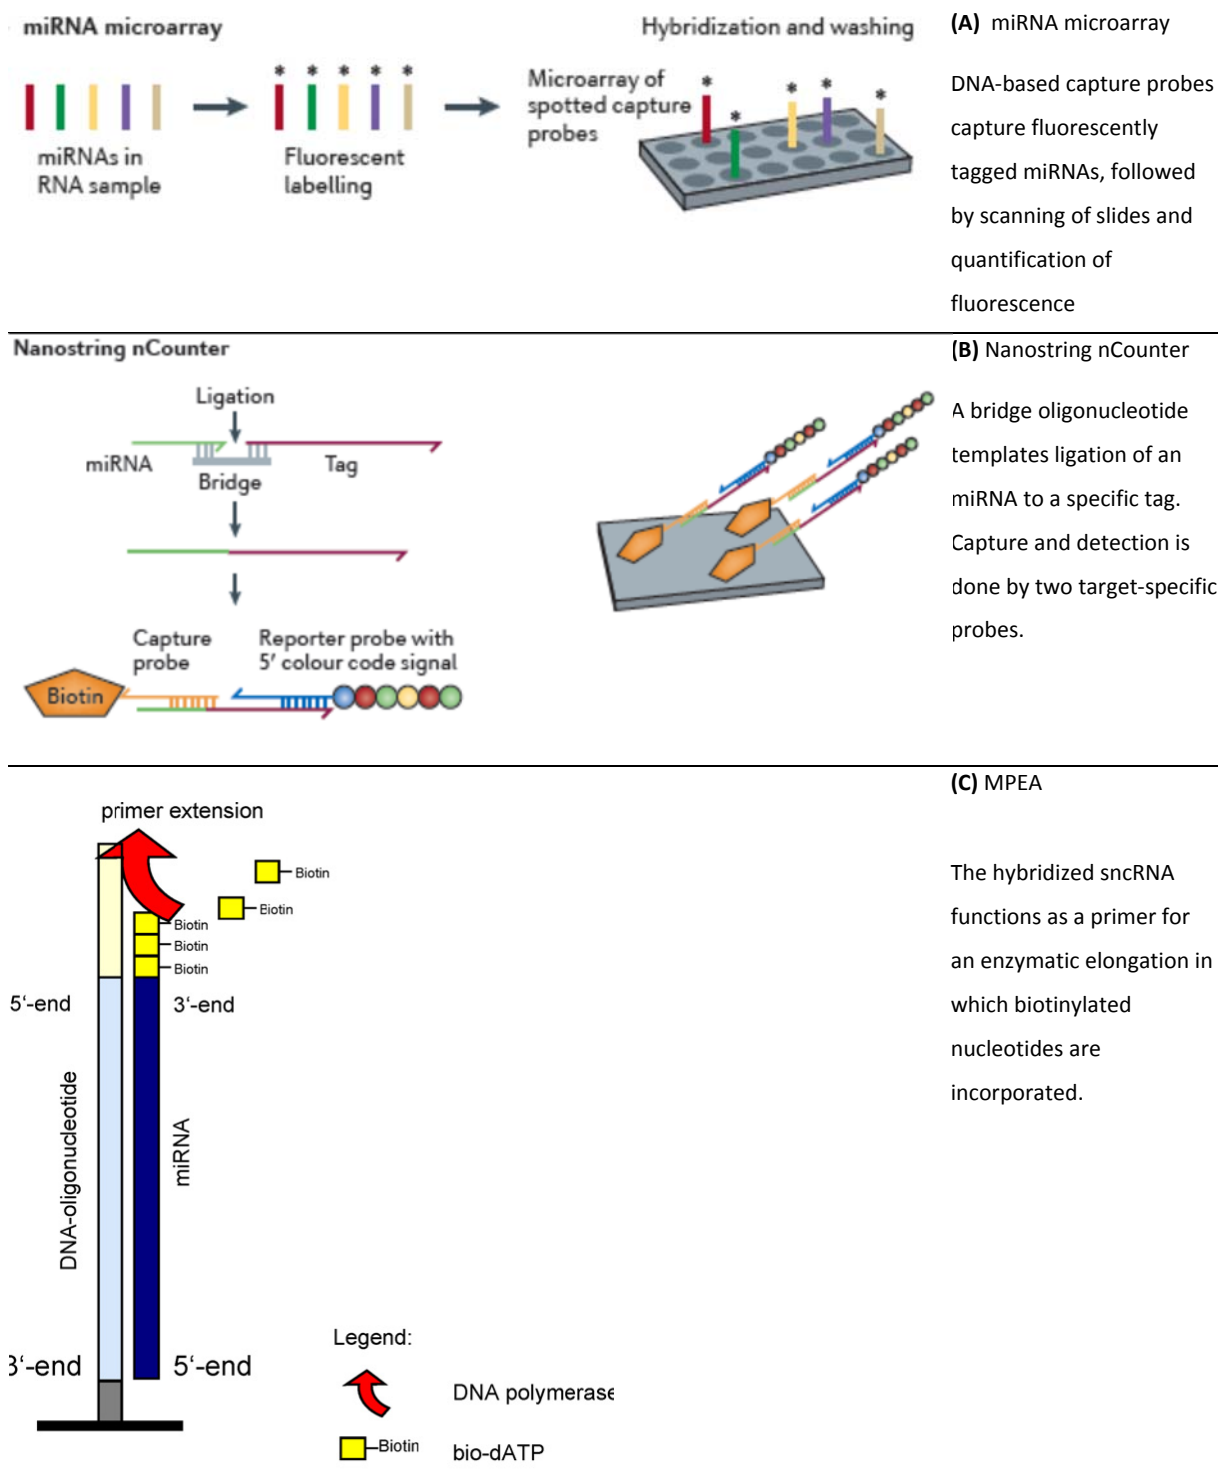 miRNA microarray
Hybridization and washing
Microarray of
spotted capture
probes
* * * * *
* * * * *
miRNAs in
RNA sample
Fluorescent
labelling
(A) miRNA microarray
DNA-based capture probes
capture fluorescently
tagged miRNAs, followed
by scanning of slides and
quantification of
fluorescence
Nanostring nCounter
Ligation
miRNA
Tag
Bridge
Capture
probe
Reporter probe with
5′ colour code signal
Biotin
(B) Nanostring nCounter
A bridge oligonucleotide
templates ligation of an
miRNA to a specific tag.
Capture and detection is
done by two target-specific
probes.
primer extension
Biotin
Biotin
Biotin
Biotin
Biotin
5‘-end
3‘-end
DNA-oligonucleotide
miRNA
3‘-end
5‘-end
Legend:
DNA polymerase
Biotin
bio-dATP
(C) MPEA
The hybridized sncRNA
functions as a primer for
an enzymatic elongation in
which biotinylated
nucleotides are
incorporated.